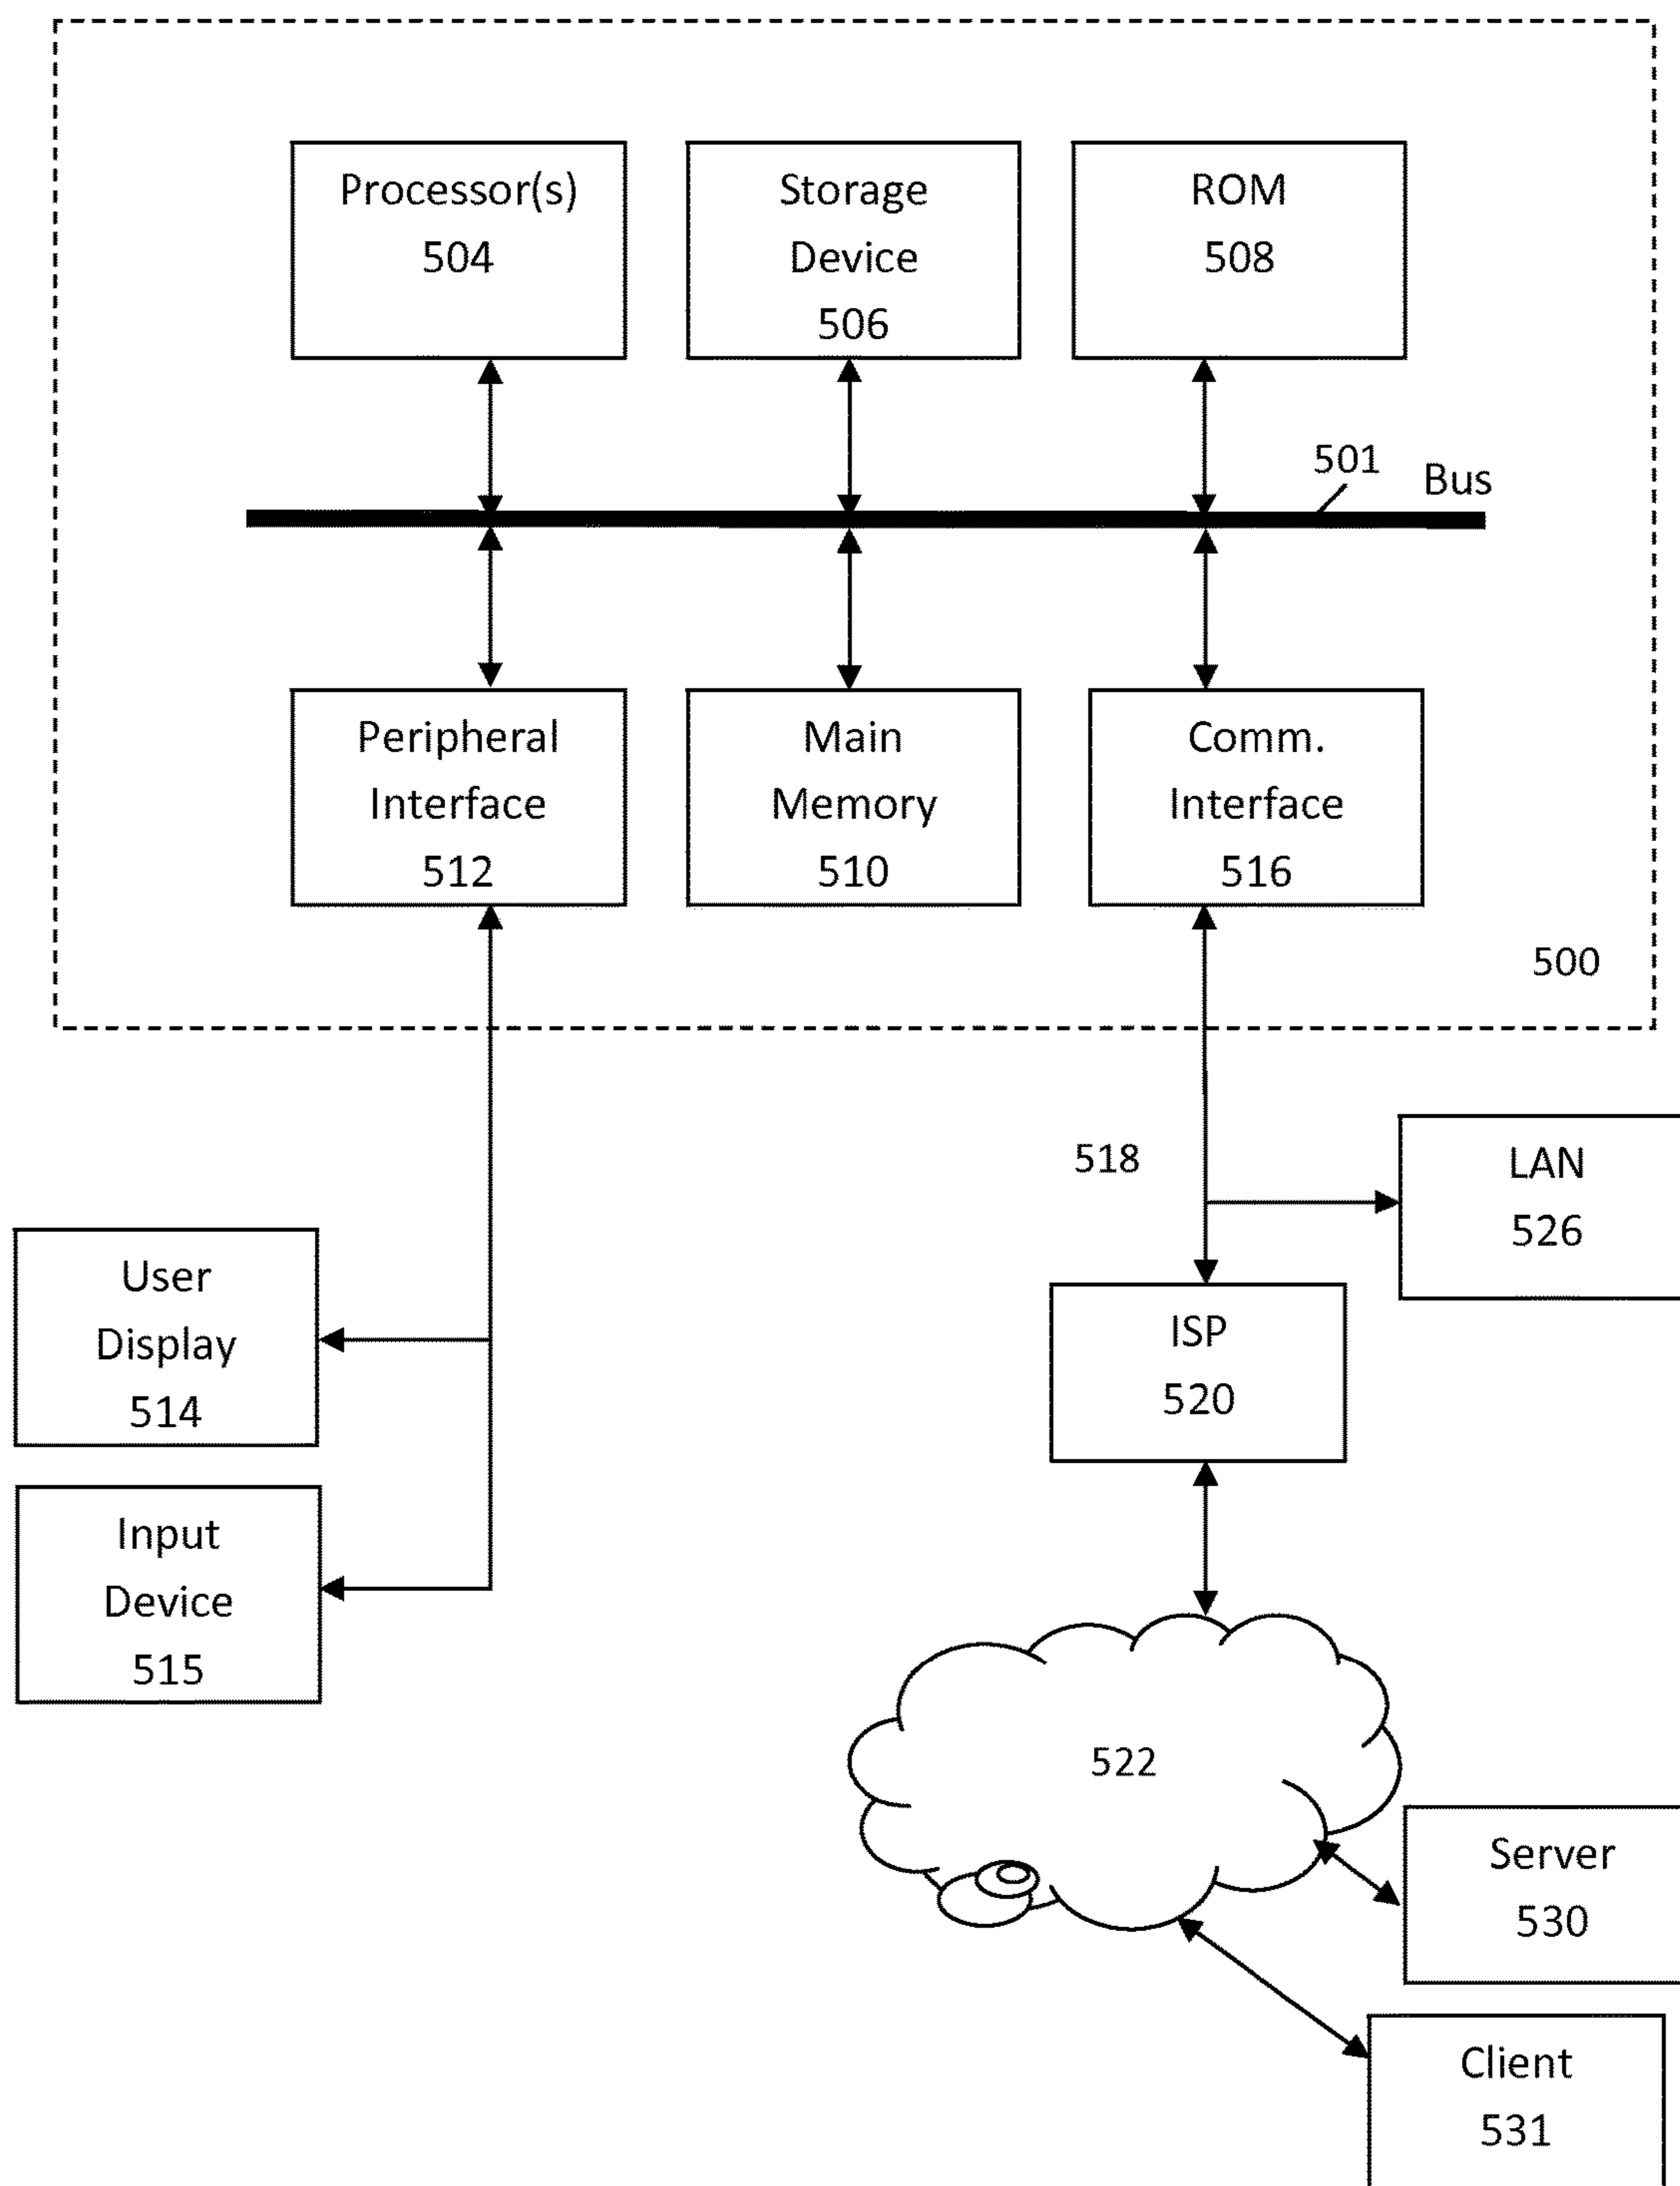 Processor(s)
504
Storage
Device
506
ROM
508
501
Bus
Peripheral
Interface
512
Main
Memory
510
Comm.
Interface
516
500
518
LAN
526
User
Display
514
ISP
520
Input
Device
515
522
Server
530
Client
531